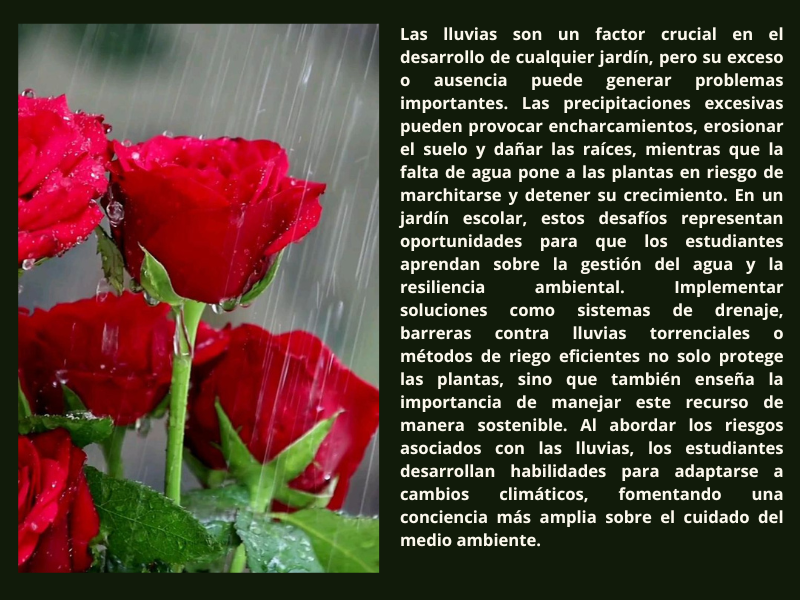 Las lluvias son un factor crucial en el
desarrollo de cualquier jardín, pero su exceso
o ausencia puede generar problemas
importantes. Las precipitaciones excesivas
pueden provocar encharcamientos, erosionar
el suelo y dañar las raíces, mientras que la
falta de agua pone a las plantas en riesgo de
marchitarse y detener su crecimiento. En un
jardín escolar, estos desafíos representan
oportunidades para que los estudiantes
aprendan sobre la gestión del agua y la
resiliencia ambiental. Implementar
soluciones como sistemas de drenaje,
barreras contra lluvias torrenciales o
métodos de riego eficientes no solo protege
las plantas, sino que también enseña la
importancia de manejar este recurso de
manera sostenible. Al abordar los riesgos
asociados con las lluvias, los estudiantes
desarrollan habilidades para adaptarse a
cambios climáticos, fomentando una
conciencia más amplia sobre el cuidado del
medio ambiente.